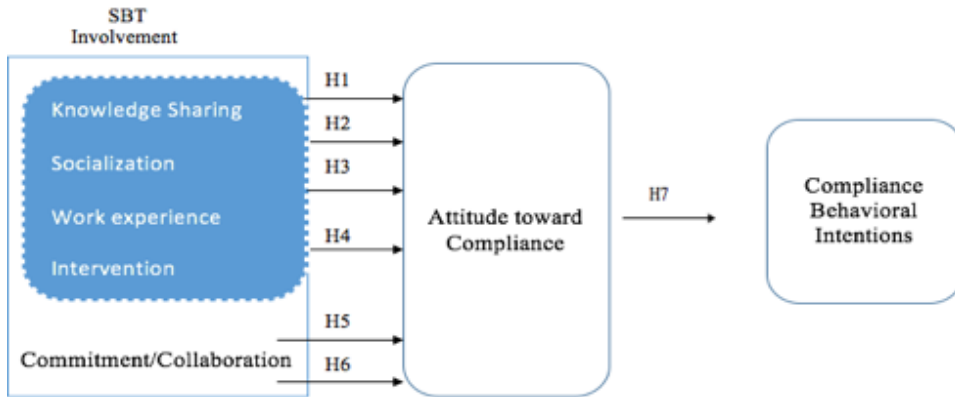 SBT
Involvement
Knowledge Sharing
Socialization
Work experience
Intervention
Commitment/Collaboration
H1
H2
H3
H4
H5
H6
Attitude toward
Compliance
H7
Compliance
Behavioral
Intentions